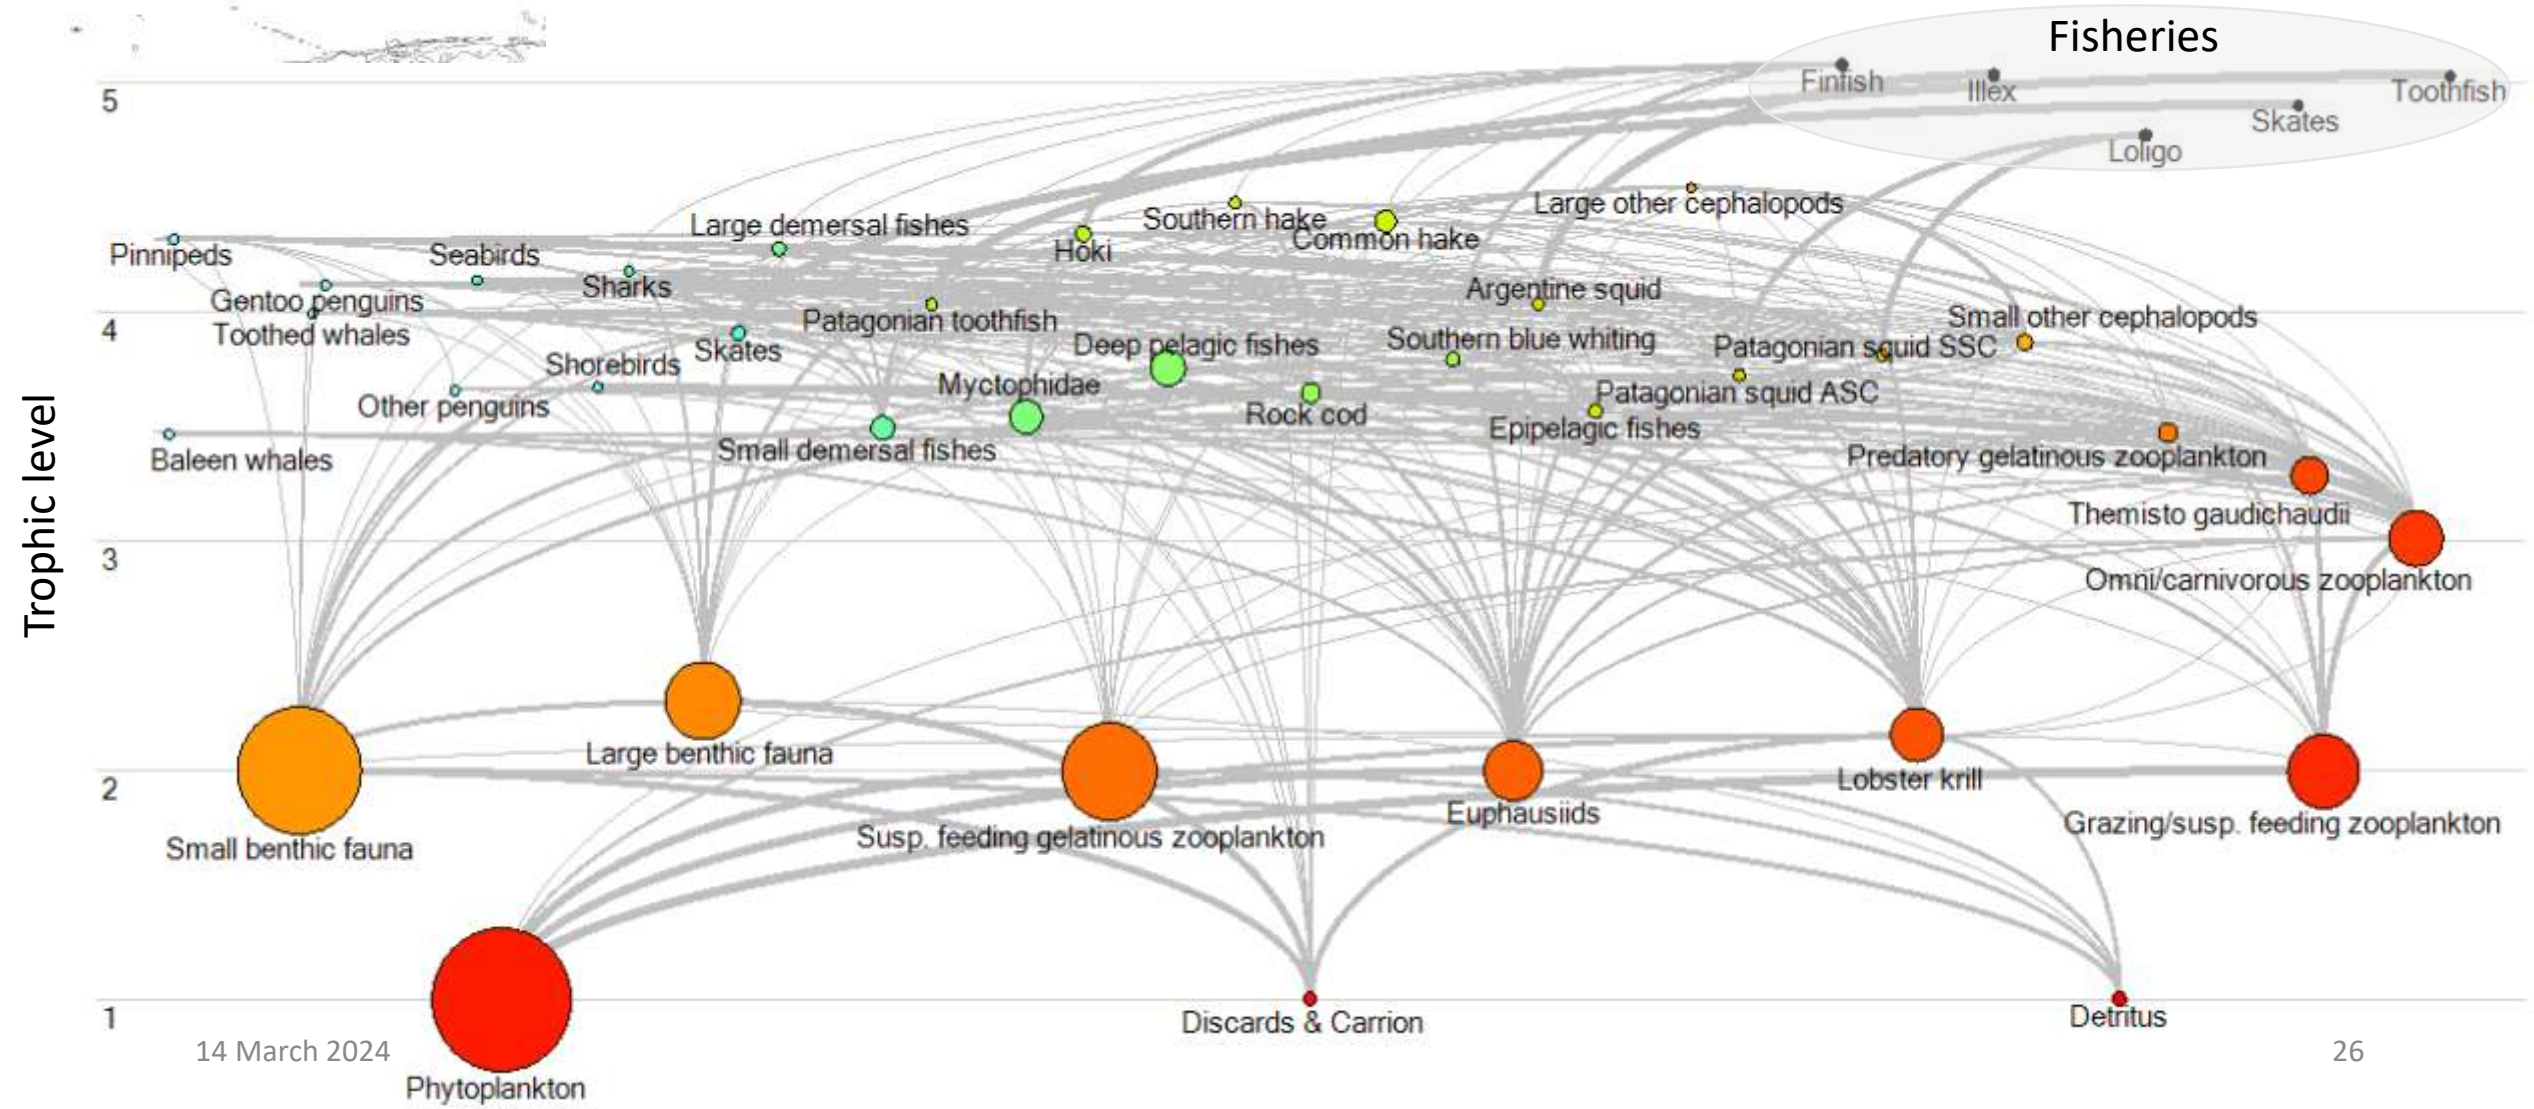 Fisheries
Finfish
5
Illex
Toothfish
Skates
Loligo
Large other cephalopods
Southern hake
Large demersal fishes
Common hake
Hoki
Pinnipeds
Seabirds
Sharks
Argentine squid
Gentoo penguins
Patagonian toothfish
Small other cephalopods
4
Toothed whales
Southern blue whiting
Deep pelagic fishes
Patagonian squid SSC
Skates
Shorebirds
Myctophidae
Patagonian squid ASC
Other penguins
Rock cod
Epipelagic fishes
Small demersal fishes
Predatory gelatinous zooplankton
Baleen whales
Trophic level
Themisto gaudichaudii
3
Omni/carnivorous zooplankton
Large benthic fauna
Lobster krill
2
Euphausiids
Grazing/susp. feeding zooplankton
Susp. feeding gelatinous zooplankton
Small benthic fauna
1
Detritus
Discards & Carrion
14 March 2024
26
Phytoplankton